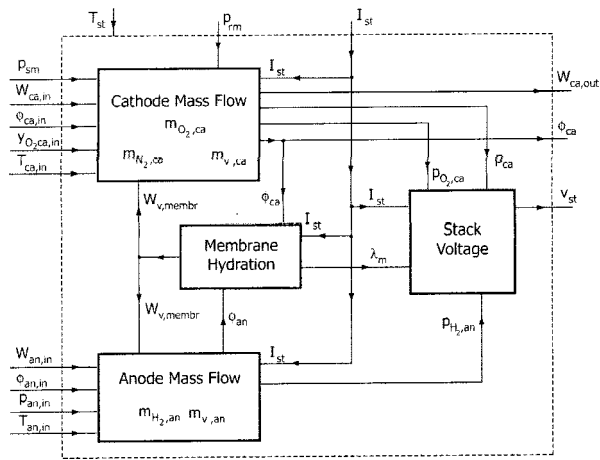 T_st
p_rm
I_st
p_sm
W_ca,in
ϕ_ca,in
y_O₂ca,in
T_ca,in
I_st
Cathode Mass Flow
m_O₂,ca
m_N₂,ca m_v,ca
W_ca,out
ϕ_ca
p_ca
p_O₂,ca
W_v,membr
ϕ_ca
I_st
I_st
Membrane
Hydration
λ_m
Stack
Voltage
v_st
W_v,membr
ϕ_an
p_H₂,an
W_an,in
ϕ_an,in
p_an,in
T_an,in
I_st
Anode Mass Flow
m_H₂,an m_v,an